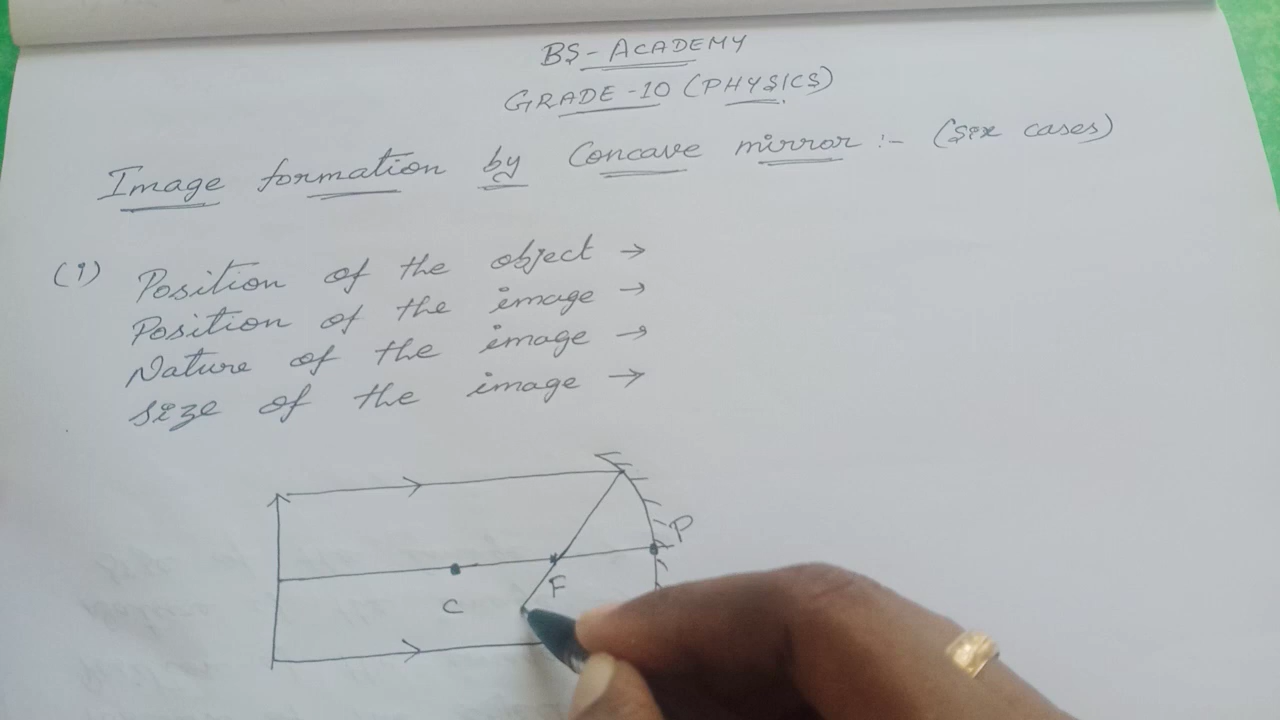 BS-ACADEMY
GRADE-10 (PHYSICS)
Image formation by Concave mirror :- (six cases)
(1) Position of the object →
Position of the image →
Nature of the image →
size of the image →
P
F
C